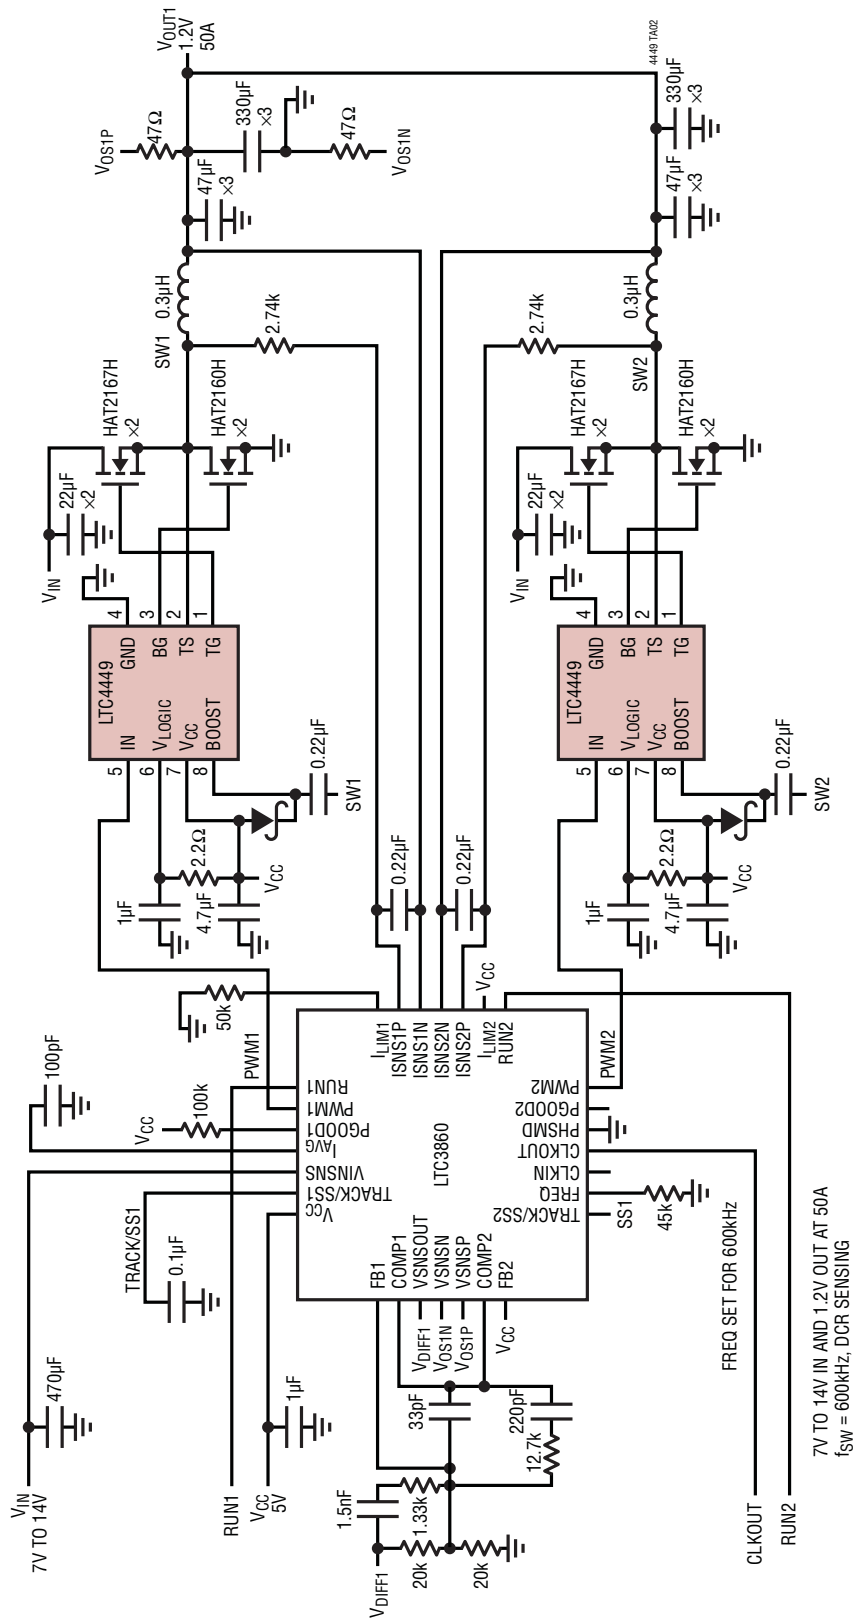 VIN
7V TO 14V
470µF
RUN1
VCC
5V
1µF
TRACK/SS1
0.1µF
100pF
VCC
100k
PWM1
50k
VCC
TRACK/SS1
VINSNS
IAVG
PGOOD1
PWM1
RUN1
LTC3860
FB1
COMP1
VSNSOUT
VSNSN
VSNSP
COMP2
FB2
ILIM1
ISNS1P
ISNS1N
ISNS2N
ISNS2P
ILIM2
RUN2
TRACK/SS2
FREQ
CLKIN
CLKOUT
PHSMD
PGOOD2
PWM2
VDIFF1
VOS1N
VOS1P
VCC
VCC
PWM2
SS1
45k
FREQ SET FOR 600kHz
VDIFF1
1.5nF
1.33k
20k
20k
33pF
220pF
12.7k
CLKOUT
RUN2
0.22µF
0.22µF
1µF
2.2Ω
4.7µF
VCC
0.22µF
SW1
LTC4449
IN
VLOGIC
VCC
BOOST
GND
BG
TS
TG
5
6
7
8
4
3
2
1
VIN
22µF
×2
HAT2167H
×2
HAT2160H
×2
SW1
0.3µH
2.74k
47µF
×3
VOS1P
47Ω
330µF
×3
47Ω
VOS1N
VOUT1
1.2V
50A
1µF
2.2Ω
4.7µF
VCC
0.22µF
SW2
LTC4449
IN
VLOGIC
VCC
BOOST
GND
BG
TS
TG
5
6
7
8
4
3
2
1
VIN
22µF
×2
HAT2167H
×2
HAT2160H
×2
SW2
0.3µH
2.74k
47µF
×3
330µF
×3
4449 TA02
7V TO 14V IN AND 1.2V OUT AT 50A
fSW = 600kHz, DCR SENSING